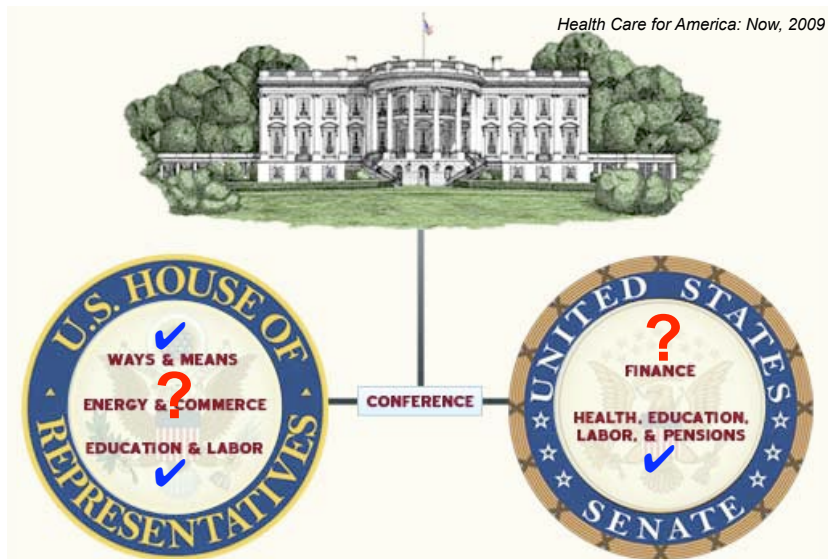 Health Care for America: Now, 2009
U.S. HOUSE OF
REPRESENTATIVES
✔
WAYS & MEANS
?
ENERGY & COMMERCE
EDUCATION & LABOR
✔
CONFERENCE
UNITED STATES
SENATE
?
FINANCE
HEALTH, EDUCATION,
LABOR, & PENSIONS
✔